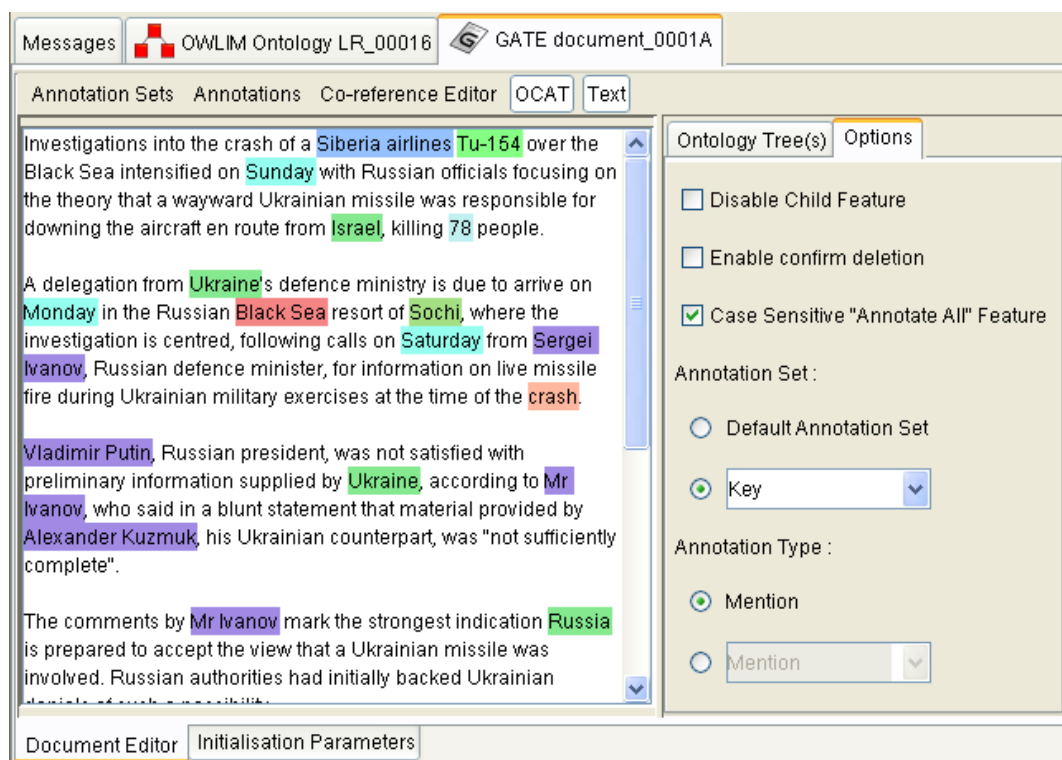 Messages OWLIM Ontology LR_00016 GATE document_0001A
Annotation Sets Annotations Co-reference Editor OCAT Text
Investigations into the crash of a Siberia airlines Tu-154 over the
Black Sea intensified on Sunday with Russian officials focusing on
the theory that a wayward Ukrainian missile was responsible for
downing the aircraft en route from Israel, killing 78 people.
A delegation from Ukraine's defence ministry is due to arrive on
Monday in the Russian Black Sea resort of Sochi, where the
investigation is centred, following calls on Saturday from Sergei
Ivanov, Russian defence minister, for information on live missile
fire during Ukrainian military exercises at the time of the crash.
Vladimir Putin, Russian president, was not satisfied with
preliminary information supplied by Ukraine, according to Mr
Ivanov, who said in a blunt statement that material provided by
Alexander Kuzmuk, his Ukrainian counterpart, was "not sufficiently
complete".
The comments by Mr Ivanov mark the strongest indication Russia
is prepared to accept the view that a Ukrainian missile was
involved. Russian authorities had initially backed Ukrainian
Ontology Tree(s) Options
Disable Child Feature
Enable confirm deletion
Case Sensitive "Annotate All" Feature
Annotation Set :
Default Annotation Set
Key
Annotation Type :
Mention
Mention
Document Editor Initialisation Parameters